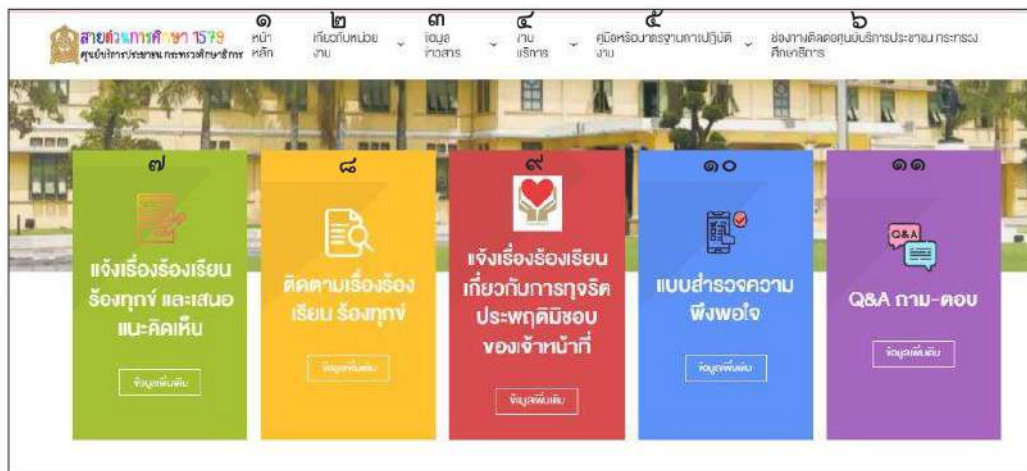 ๑ ๒ ๓ ๔ ๕ ๖
สายด่วนการศึกษา 1579
ศูนย์บริการประชาชน กระทรวงศึกษาธิการ
หน้า
หลัก
เกี่ยวกับหน่วย
งาน
ข้อมูล
ข่าวสาร
งาน
บริการ
คู่มือหรือมาตรฐานการปฏิบัติ
งาน
ช่องทางติดต่อศูนย์บริการประชาชน กระทรวง
ศึกษาธิการ
๗
แจ้งเรื่องร้องเรียน
ร้องทุกข์ และเสนอ
แนะคิดเห็น
ข้อมูลเพิ่มเติม
๘
ติดตามเรื่องร้อง
เรียน ร้องทุกข์
ข้อมูลเพิ่มเติม
๙
แจ้งเรื่องร้องเรียน
เกี่ยวกับการทุจริต
ประพฤติมิชอบ
ของเจ้าหน้าที่
ข้อมูลเพิ่มเติม
๑๐
แบบสำรวจความ
พึงพอใจ
ข้อมูลเพิ่มเติม
๑๑
Q&A
Q&A ถาม-ตอบ
ข้อมูลเพิ่มเติม